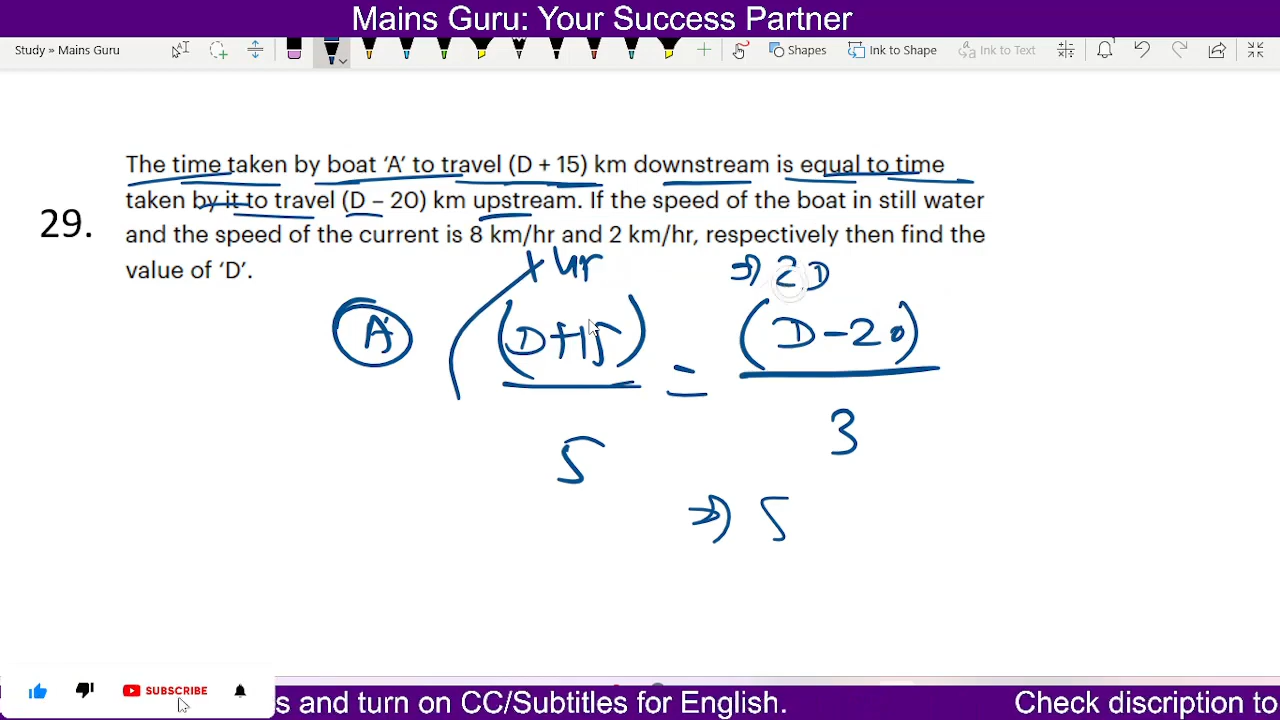 Mains Guru: Your Success Partner
Study » Mains Guru
Shapes
Ink to Shape
Ink to Text
29.
The time taken by boat ‘A’ to travel (D + 15) km downstream is equal to time
taken by it to travel (D – 20) km upstream. If the speed of the boat in still water
and the speed of the current is 8 km/hr and 2 km/hr, respectively then find the
value of ‘D’.
hr
⇒ 2D
A
(D+15)
=
(D-20)
5
3
⇒ 5
SUBSCRIBE
s and turn on CC/Subtitles for English.
Check discription to